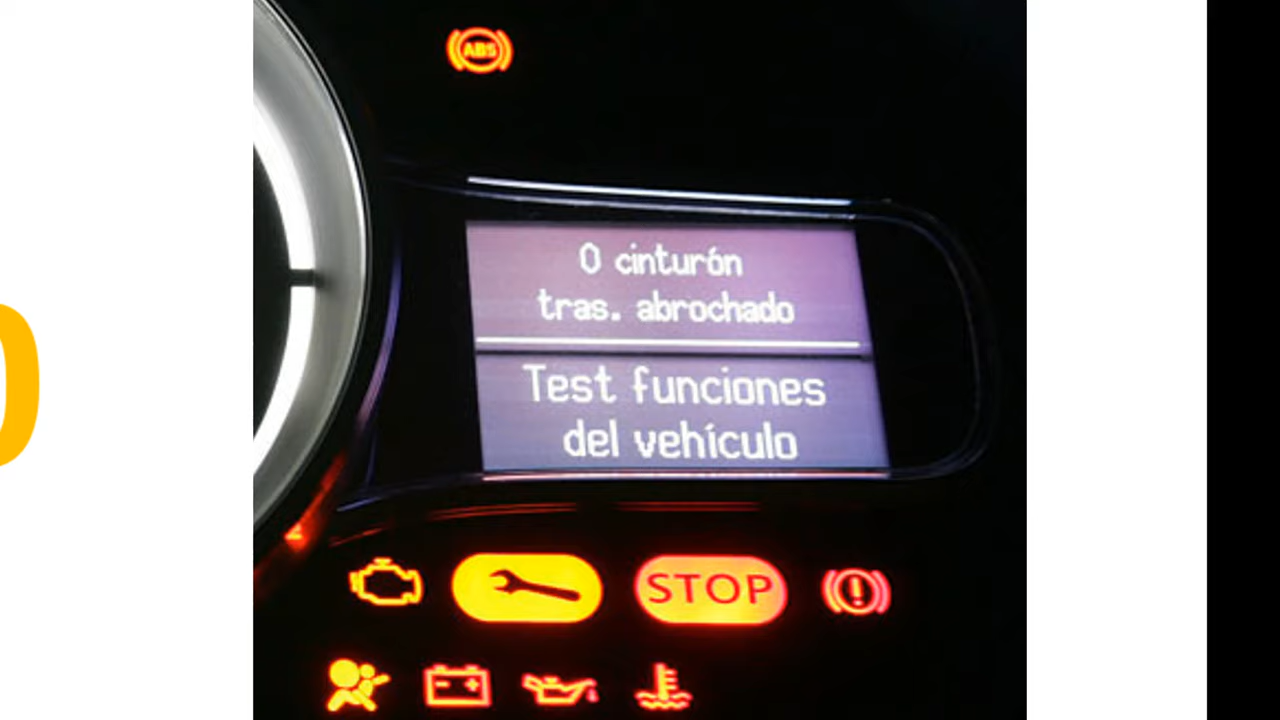 ABS
0 cinturón
tras. abrochado
Test funciones
del vehículo
STOP